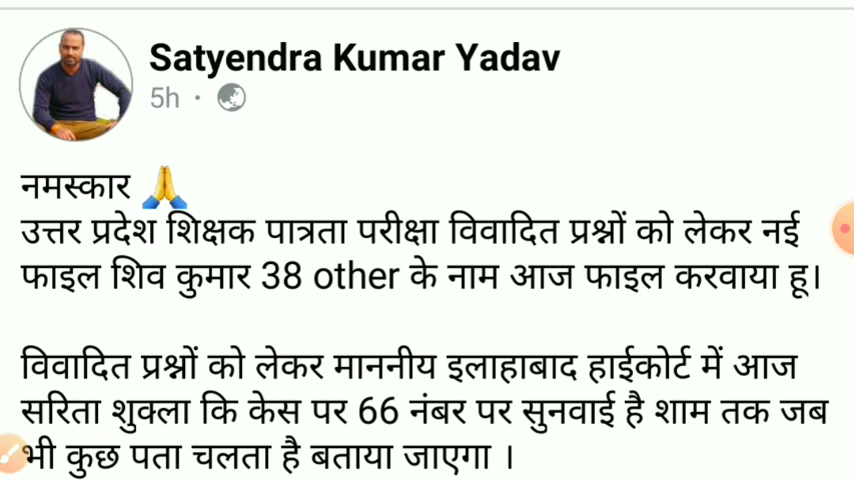 Satyendra Kumar Yadav
5h ·
नमस्कार 🙏
उत्तर प्रदेश शिक्षक पात्रता परीक्षा विवादित प्रश्नों को लेकर नई
फाइल शिव कुमार 38 other के नाम आज फाइल करवाया हू।
विवादित प्रश्नों को लेकर माननीय इलाहाबाद हाईकोर्ट में आज
सरिता शुक्ला कि केस पर 66 नंबर पर सुनवाई है शाम तक जब
भी कुछ पता चलता है बताया जाएगा ।